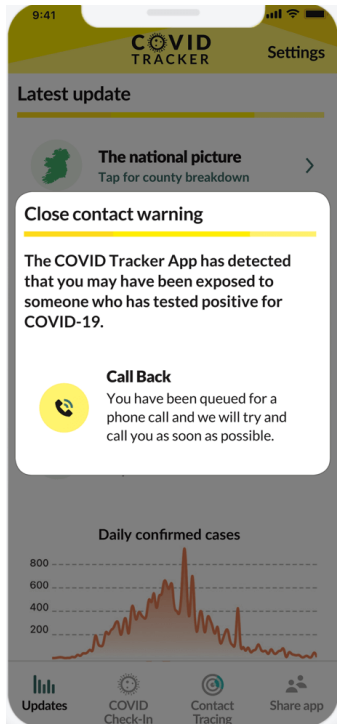 9:41
COVID
TRACKER
Settings
Latest update
The national picture
Tap for county breakdown
Close contact warning
The COVID Tracker App has detected
that you may have been exposed to
someone who has tested positive for
COVID-19.
Call Back
You have been queued for a
phone call and we will try and
call you as soon as possible.
Daily confirmed cases
800
600
400
200
Updates
COVID
Check-In
Contact
Tracing
Share app